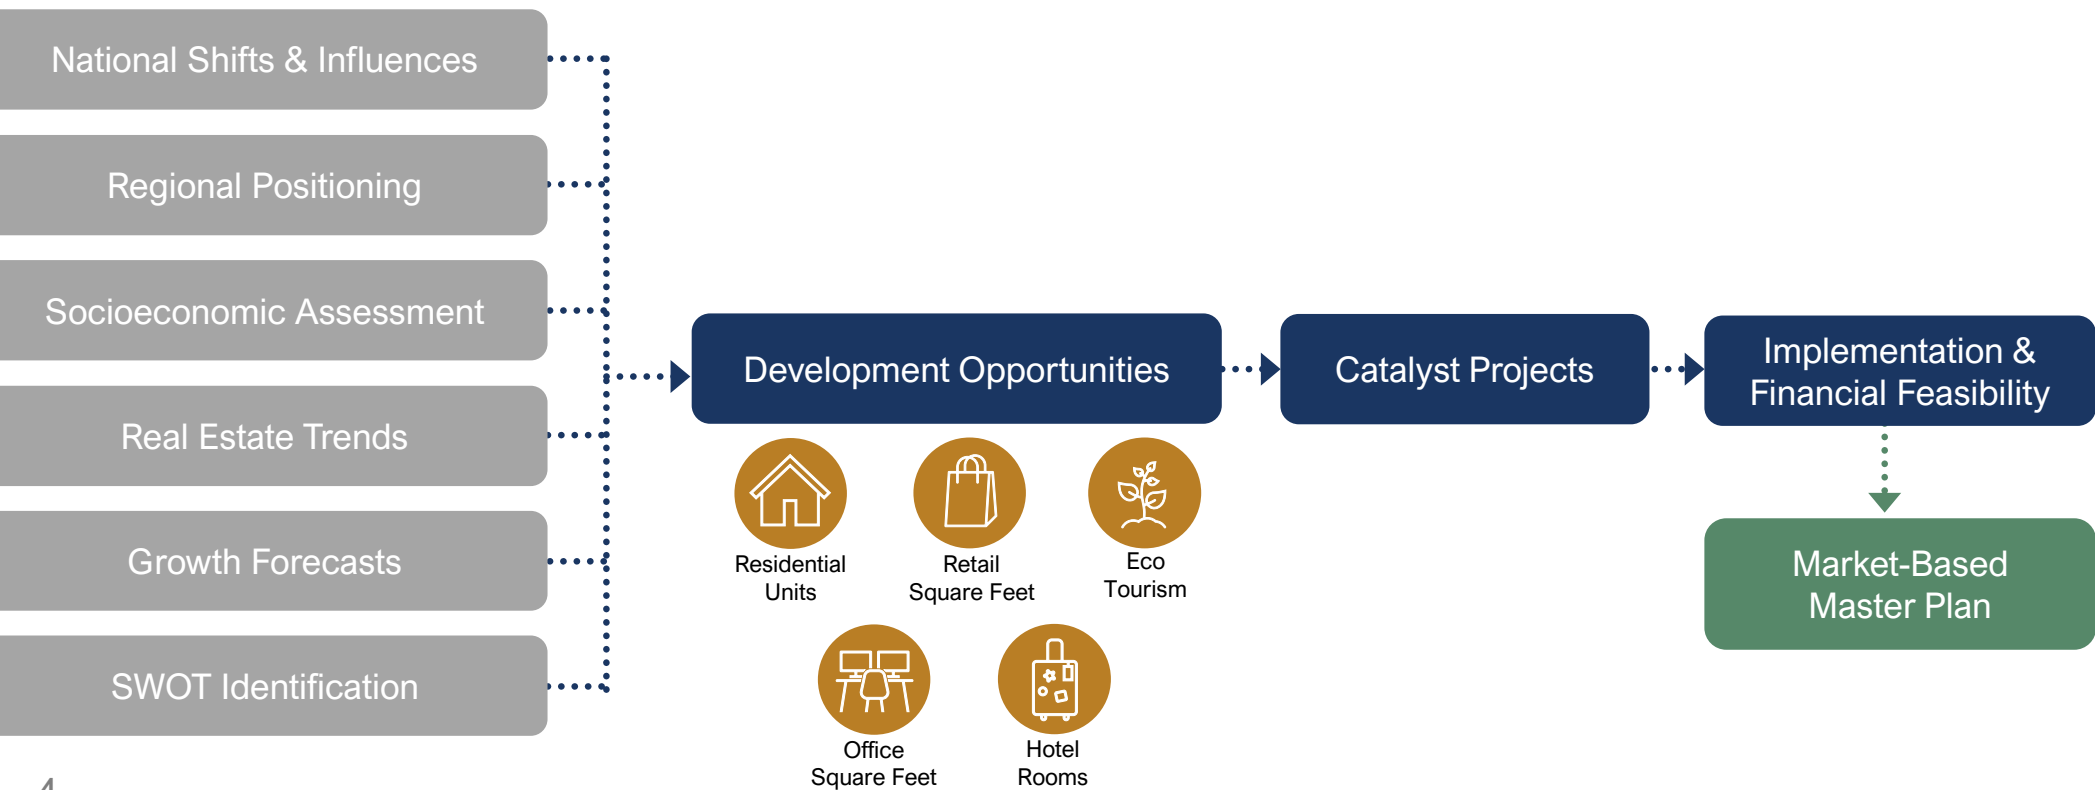 National Shifts & Influences
Regional Positioning
Socioeconomic Assessment
Real Estate Trends
Growth Forecasts
SWOT Identification
Development Opportunities
Residential
Units
Retail
Square Feet
Eco
Tourism
Office
Square Feet
Hotel
Rooms
Catalyst Projects
Implementation &
Financial Feasibility
Market-Based
Master Plan
4